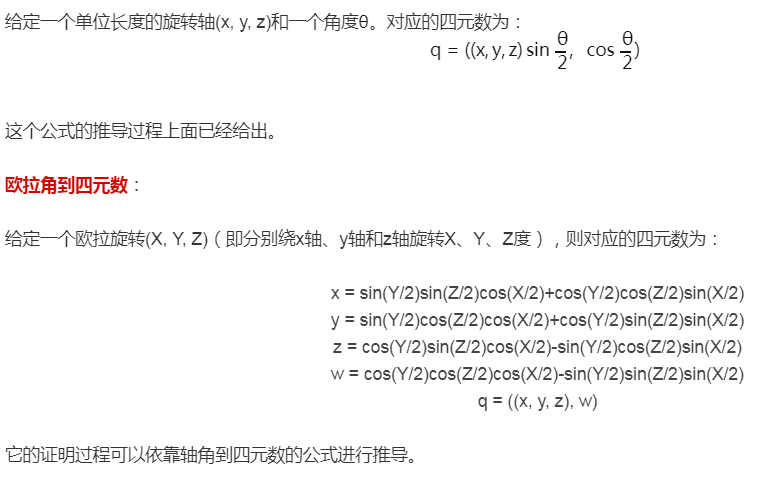 给定一个单位长度的旋转轴(x, y, z)和一个角度θ。对应的四元数为：
q = ((x, y, z) sin θ/2, cos θ/2)
这个公式的推导过程上面已经给出。
欧拉角到四元数：
给定一个欧拉旋转(X, Y, Z)（即分别绕x轴、y轴和z轴旋转X、Y、Z度），则对应的四元数为：
x = sin(Y/2)sin(Z/2)cos(X/2)+cos(Y/2)cos(Z/2)sin(X/2)
y = sin(Y/2)cos(Z/2)cos(X/2)+cos(Y/2)sin(Z/2)sin(X/2)
z = cos(Y/2)sin(Z/2)cos(X/2)-sin(Y/2)cos(Z/2)sin(X/2)
w = cos(Y/2)cos(Z/2)cos(X/2)-sin(Y/2)sin(Z/2)sin(X/2)
q = ((x, y, z), w)
它的证明过程可以依靠轴角到四元数的公式进行推导。